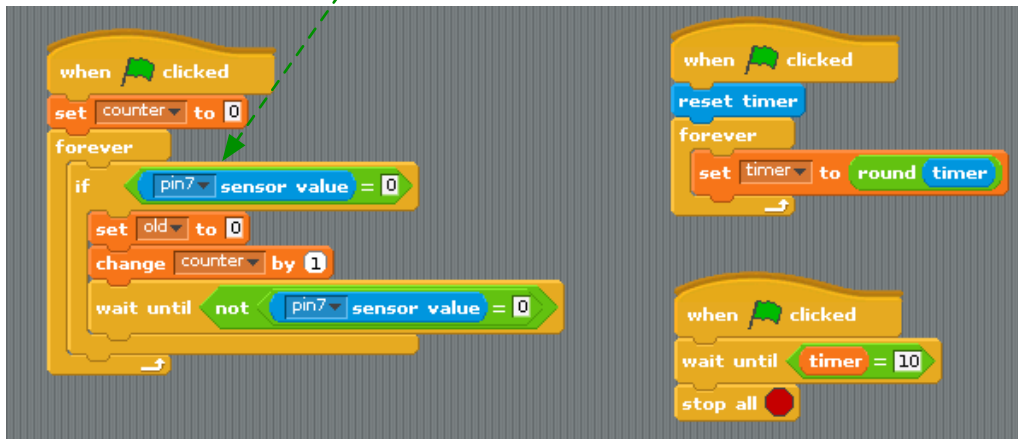 when clicked
set counter to 0
forever
if pin7 sensor value = 0
set old to 0
change counter by 1
wait until not pin7 sensor value = 0
when clicked
reset timer
forever
set timer to round timer
when clicked
wait until timer = 10
stop all